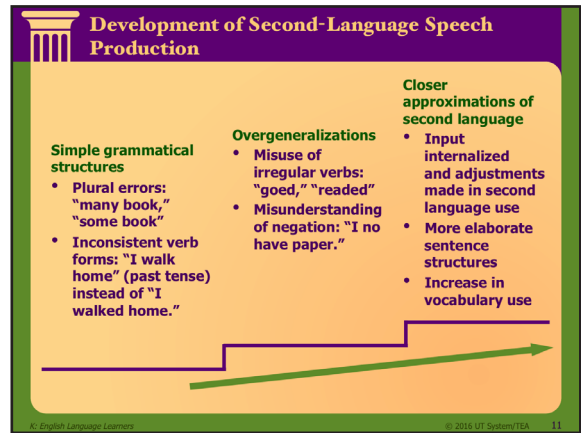 Development of Second-Language Speech
Production
Simple grammatical
structures
• Plural errors:
“many book,”
“some book”
• Inconsistent verb
forms: “I walk
home” (past tense)
instead of “I
walked home.”
Overgeneralizations
• Misuse of
irregular verbs:
“goed,” “readed”
• Misunderstanding
of negation: “I no
have paper.”
Closer
approximations of
second language
• Input
internalized
and adjustments
made in second
language use
• More elaborate
sentence
structures
• Increase in
vocabulary use
K: English Language Learners
© 2016 UT System/TEA 11